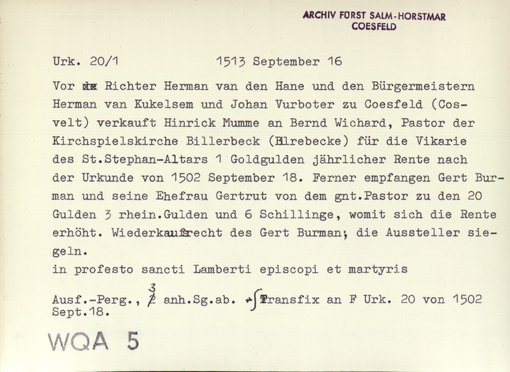 ARCHIV FÜRST SALM-HORSTMAR
COESFELD
Urk. 20/1 1513 September 16
Vor Richter Herman van den Hane und den Bürgermeistern
Herman van Kukelsem und Johan Vurboter zu Coesfeld (Cos-
velt) verkauft Hinrick Mumme an Bernd Wichard, Pastor der
Kirchspielskirche Billerbeck (Blrebecke) für die Vikarie
des St.Stephan-Altars 1 Goldgulden jährlicher Rente nach
der Urkunde von 1502 September 18. Ferner empfangen Gert Bur-
man und seine Ehefrau Gertrut von dem gnt.Pastor zu den 20
Gulden 3 rhein.Gulden und 6 Schillinge, womit sich die Rente
erhöht. Wiederkaufsrecht des Gert Burman; die Aussteller sie-
geln.
in profesto sancti Lamberti episcopi et martyris
Ausf.-Perg., 3 anh.Sg.ab. Transfix an F Urk. 20 von 1502
Sept.18.
WQA 5